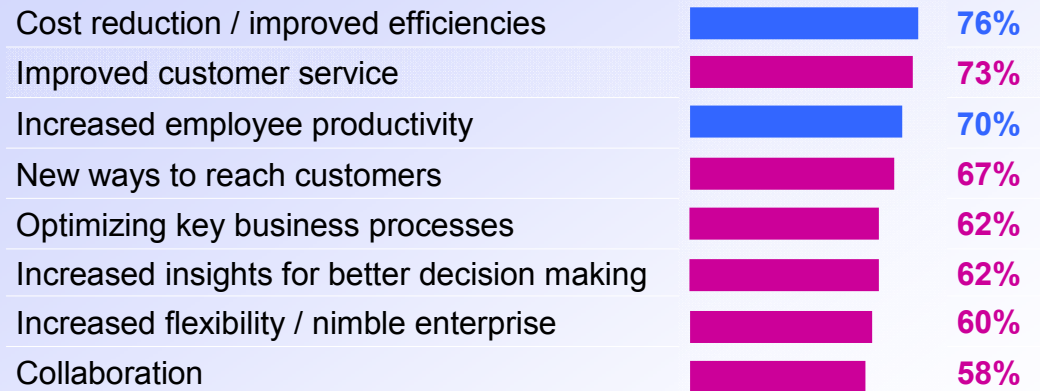 Cost reduction / improved efficiencies 76%
Improved customer service 73%
Increased employee productivity 70%
New ways to reach customers 67%
Optimizing key business processes 62%
Increased insights for better decision making 62%
Increased flexibility / nimble enterprise 60%
Collaboration 58%